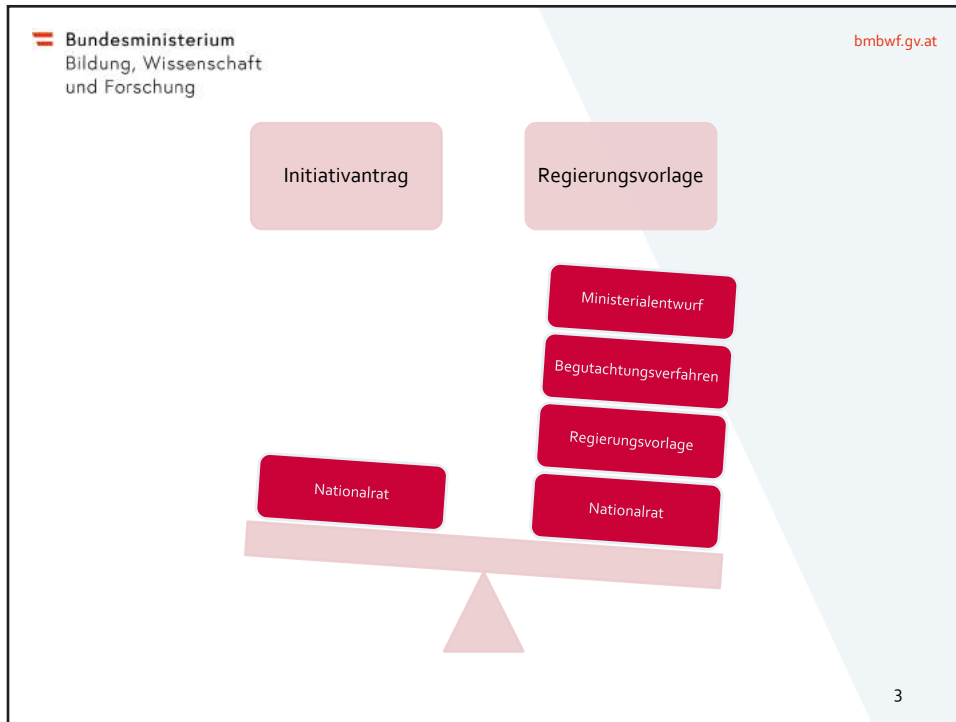 Bundesministerium
Bildung, Wissenschaft
und Forschung
bmbwf.gv.at
Initiativantrag
Regierungsvorlage
Ministerialentwurf
Begutachtungsverfahren
Regierungsvorlage
Nationalrat
Nationalrat
3